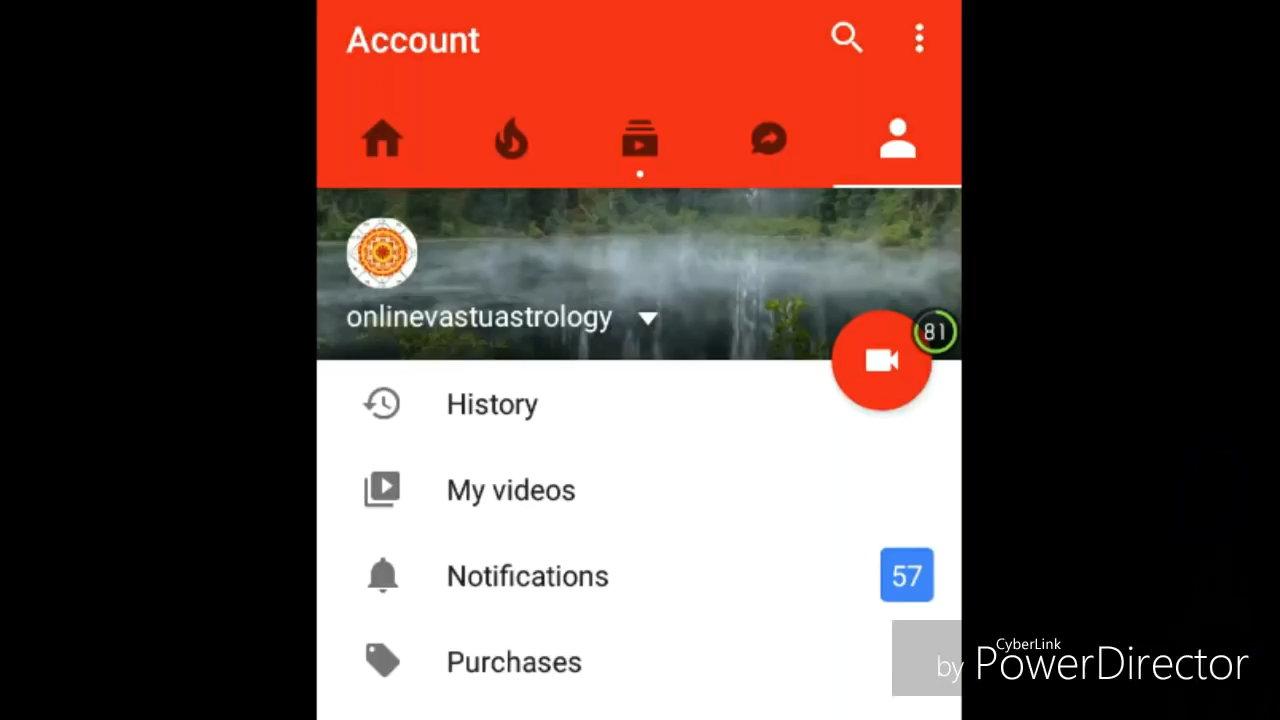 Account
onlinevastuastrology
81
History
My videos
Notifications
57
Purchases
CyberLink
by PowerDirector